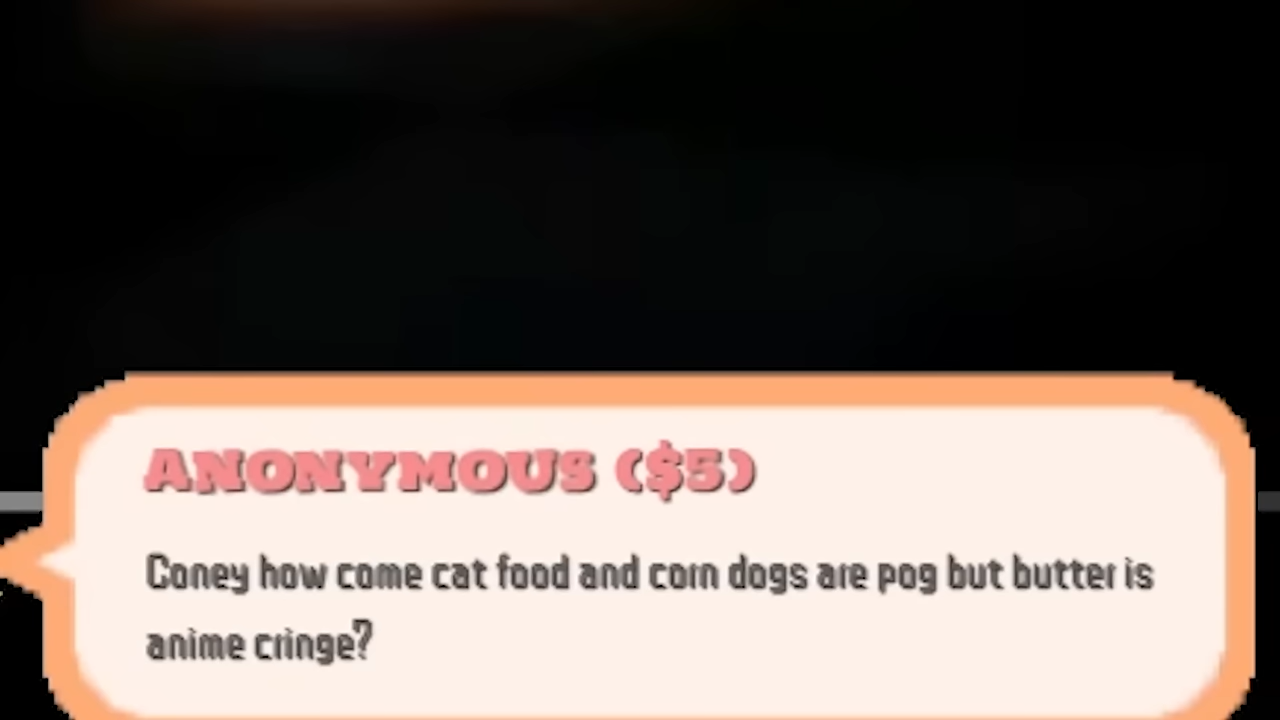 ANONYMOUS ($5)
Coney how come cat food and corn dogs are pog but butter is
anime cringe?